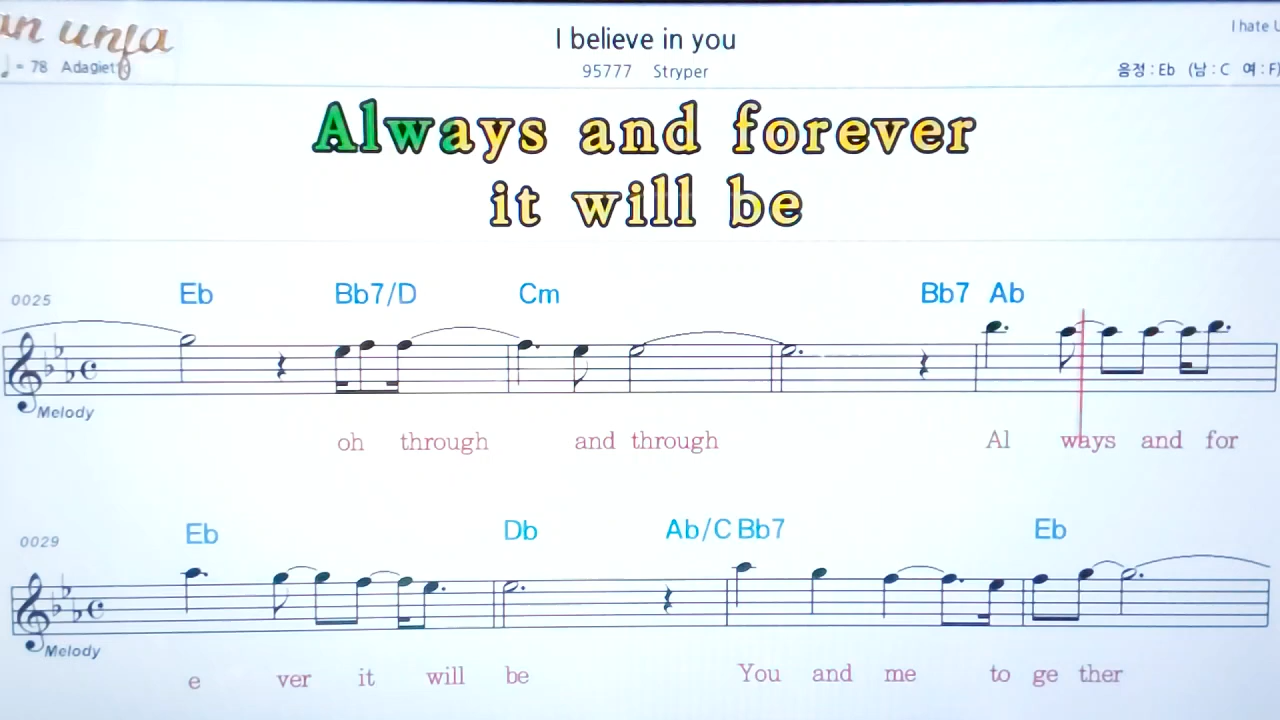 an unja
I believe in you
I hate U
♩ = 78 Adagietto
95777 Stryper
음정 : Eb (남 : C 여 : F)
Always and forever
it will be
0025 Eb Bb7/D Cm Bb7 Ab
Melody
oh through and through Al ways and for
0029 Eb Db Ab/C Bb7 Eb
Melody
e ver it will be You and me to ge ther